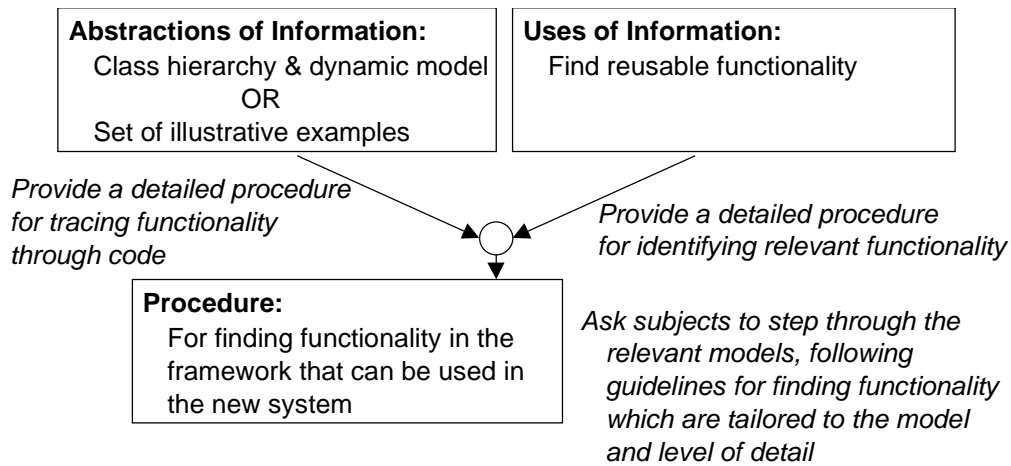 Abstractions of Information:
Class hierarchy & dynamic model
OR
Set of illustrative examples
Uses of Information:
Find reusable functionality
Provide a detailed procedure
for tracing functionality
through code
Provide a detailed procedure
for identifying relevant functionality
Procedure:
For finding functionality in the
framework that can be used in
the new system
Ask subjects to step through the
relevant models, following
guidelines for finding functionality
which are tailored to the model
and level of detail